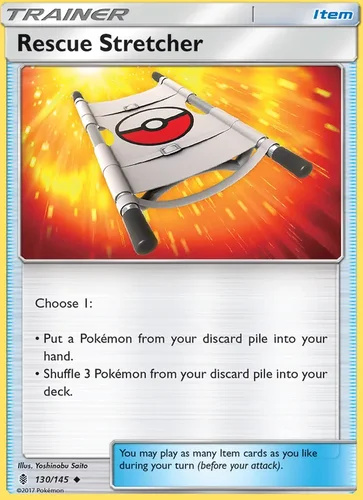 TRAINER Item
Rescue Stretcher
Choose 1:
• Put a Pokémon from your discard pile into your
hand.
• Shuffle 3 Pokémon from your discard pile into your
deck.
Illus. Yoshinobu Saito
130/145 ◆
©2017 Pokémon
You may play as many Item cards as you like
during your turn (before your attack).